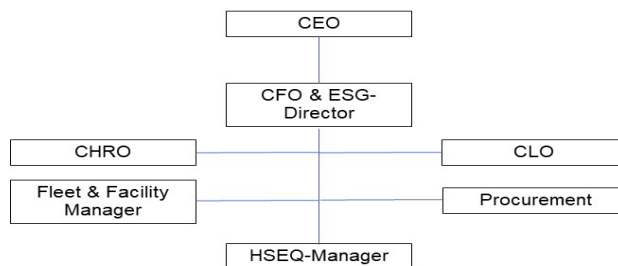 CEO
CFO & ESG-
Director
CHRO
CLO
Fleet & Facility
Manager
Procurement
HSEQ-Manager